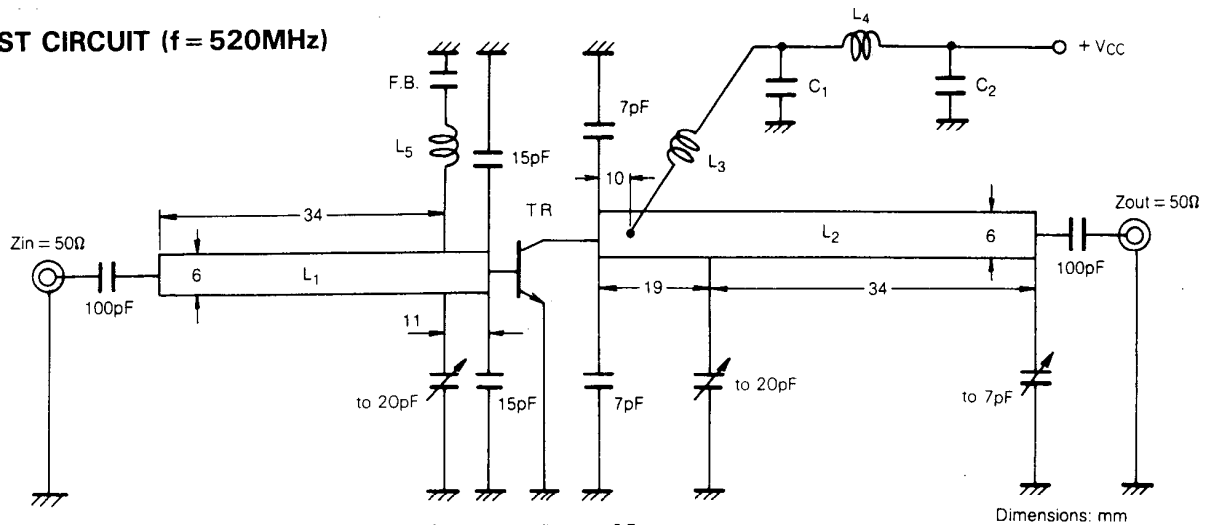 ST CIRCUIT (f = 520MHz)
L4
+ VCC
F.B.
C1
C2
7pF
L5
15pF
L3
10
TR
34
Zin = 50Ω
Zout = 50Ω
6
L1
L2
6
100pF
100pF
19
34
11
to 20pF
15pF
7pF
to 20pF
to 7pF
Dimensions: mm